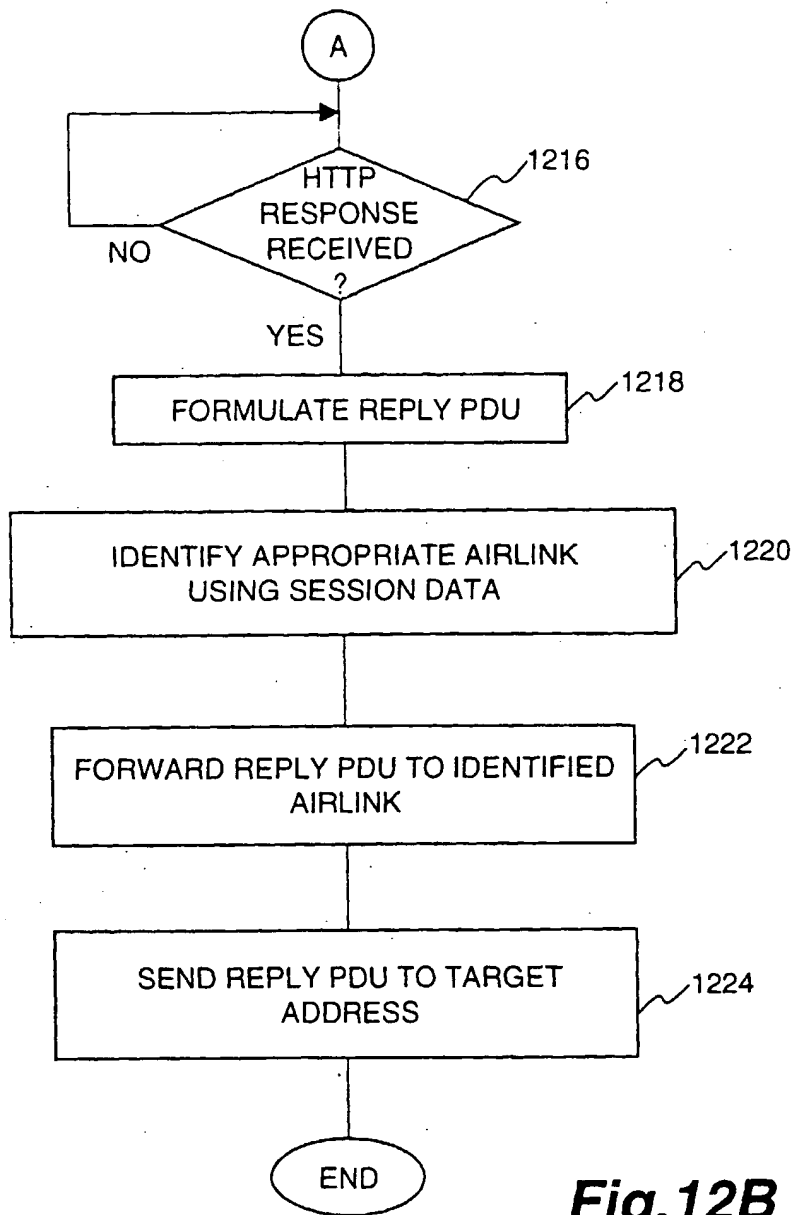 A
HTTP
RESPONSE
RECEIVED
?
1216
NO
YES
FORMULATE REPLY PDU
1218
IDENTIFY APPROPRIATE AIRLINK
USING SESSION DATA
1220
FORWARD REPLY PDU TO IDENTIFIED
AIRLINK
1222
SEND REPLY PDU TO TARGET
ADDRESS
1224
END
Fig.12B